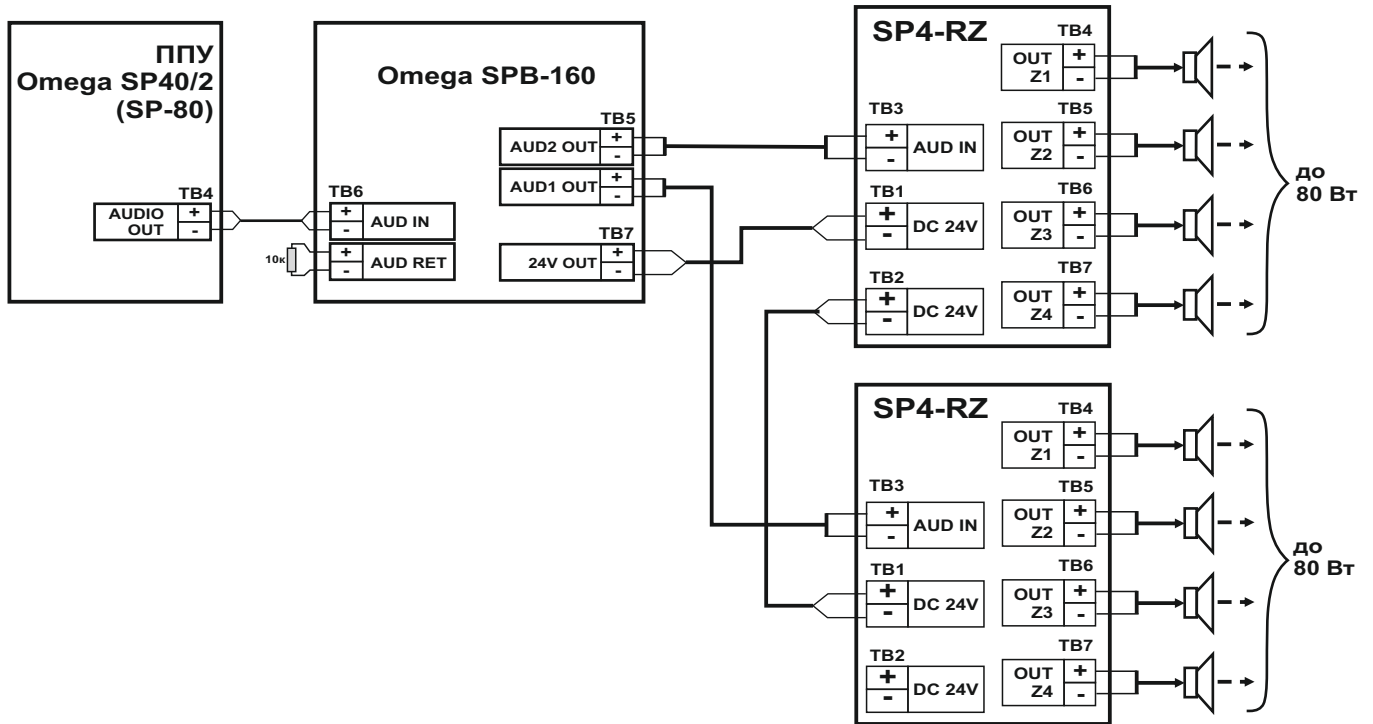 ППУ
Omega SP40/2
(SP-80)
TB4
AUDIO
OUT
+
-
Omega SPB-160
TB5
AUD2 OUT
+
-
AUD1 OUT
+
-
TB6
+
-
AUD IN
10к
+
-
AUD RET
TB7
24V OUT
+
-
SP4-RZ
TB4
OUT
Z1
+
-
TB3
+
-
AUD IN
TB5
OUT
Z2
+
-
TB1
+
-
DC 24V
TB6
OUT
Z3
+
-
TB2
+
-
DC 24V
TB7
OUT
Z4
+
-
до
80 Вт
SP4-RZ
TB4
OUT
Z1
+
-
TB3
+
-
AUD IN
TB5
OUT
Z2
+
-
TB1
+
-
DC 24V
TB6
OUT
Z3
+
-
TB2
+
-
DC 24V
TB7
OUT
Z4
+
-
до
80 Вт